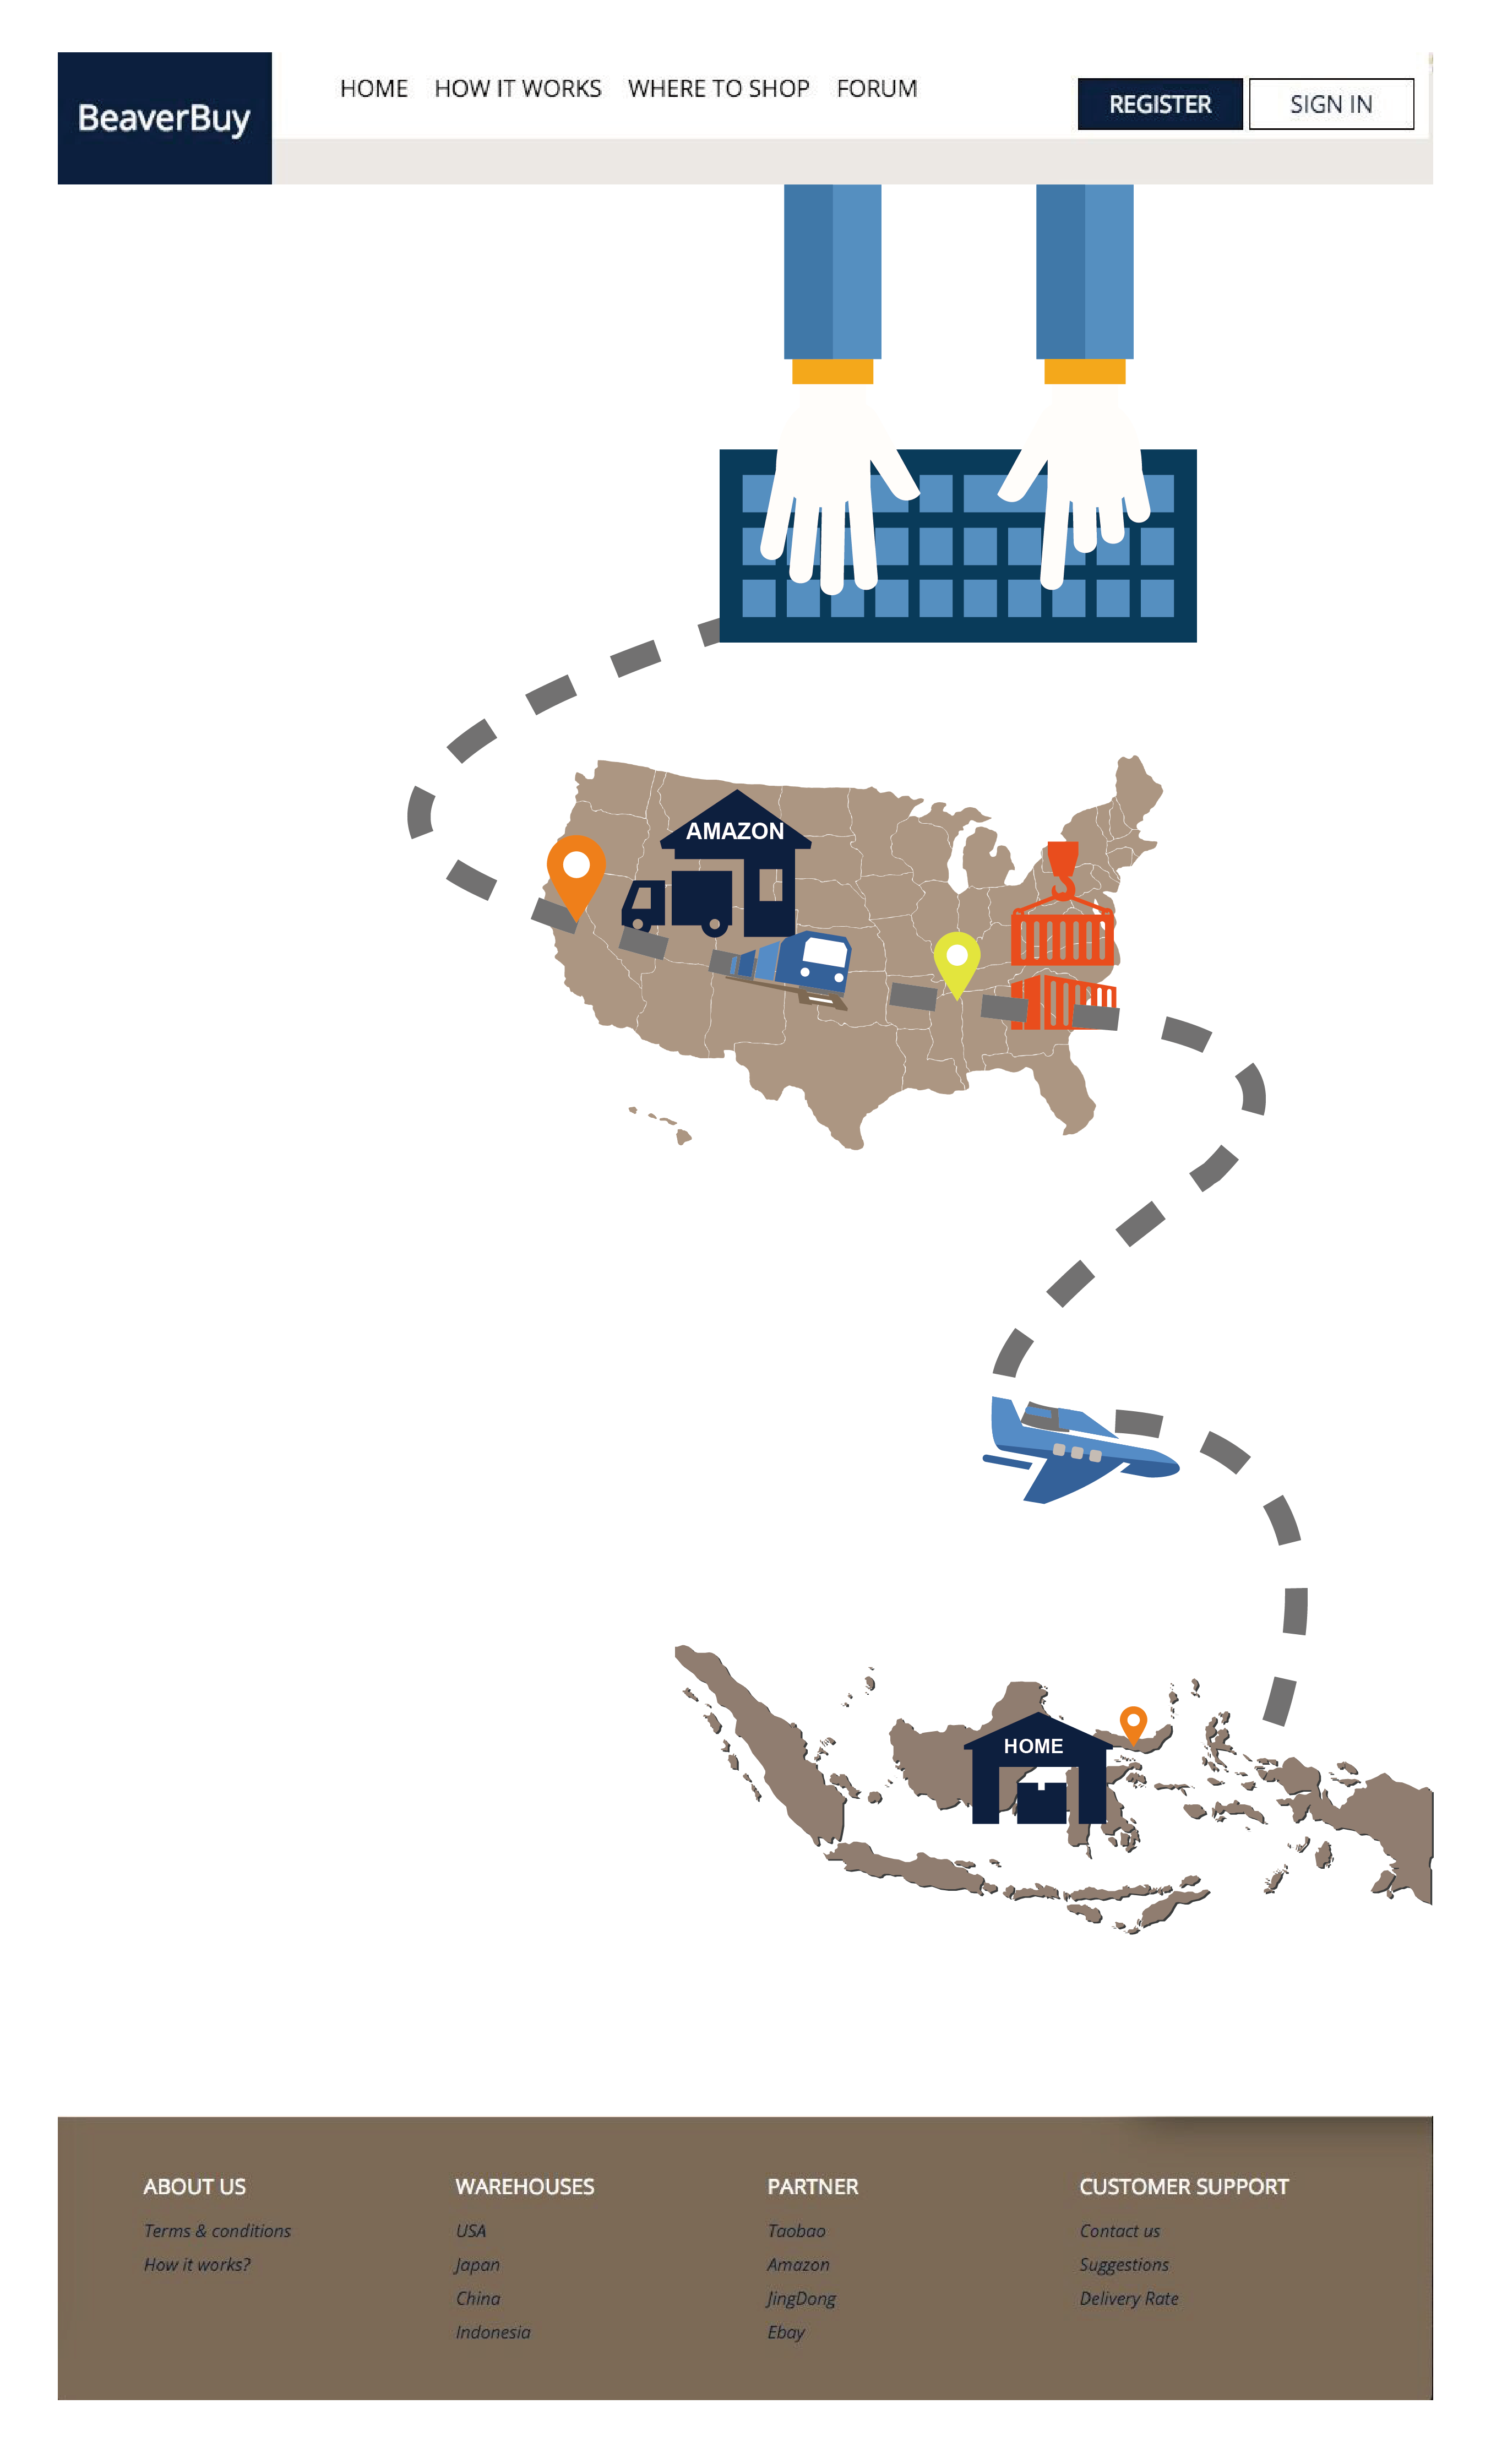 BeaverBuy
HOME HOW IT WORKS WHERE TO SHOP FORUM
REGISTER SIGN IN
AMAZON
HOME
ABOUT US
Terms & conditions
How it works?
WAREHOUSES
USA
Japan
China
Indonesia
PARTNER
Taobao
Amazon
JingDong
Ebay
CUSTOMER SUPPORT
Contact us
Suggestions
Delivery Rate